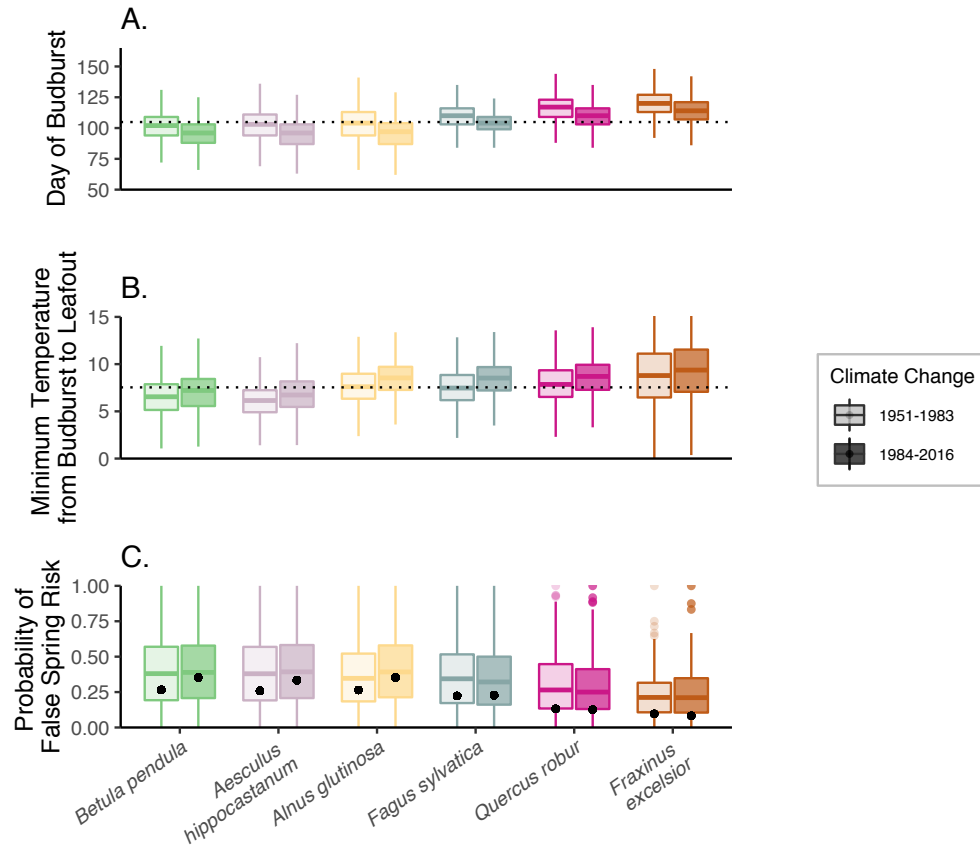 A.
Day of Burst
150
125
100
75
50
B.
Minimum Temperature
from Budburst to Leafout
15
10
5
0
Climate Change
1951-1983
1984-2016
C.
Probability of
False Spring Risk
1.00
0.75
0.50
0.25
0.00
Betula pendula
Aesculus
hippocastanum
Alnus glutinosa
Fagus sylvatica
Quercus robur
Fraxinus
excelsior